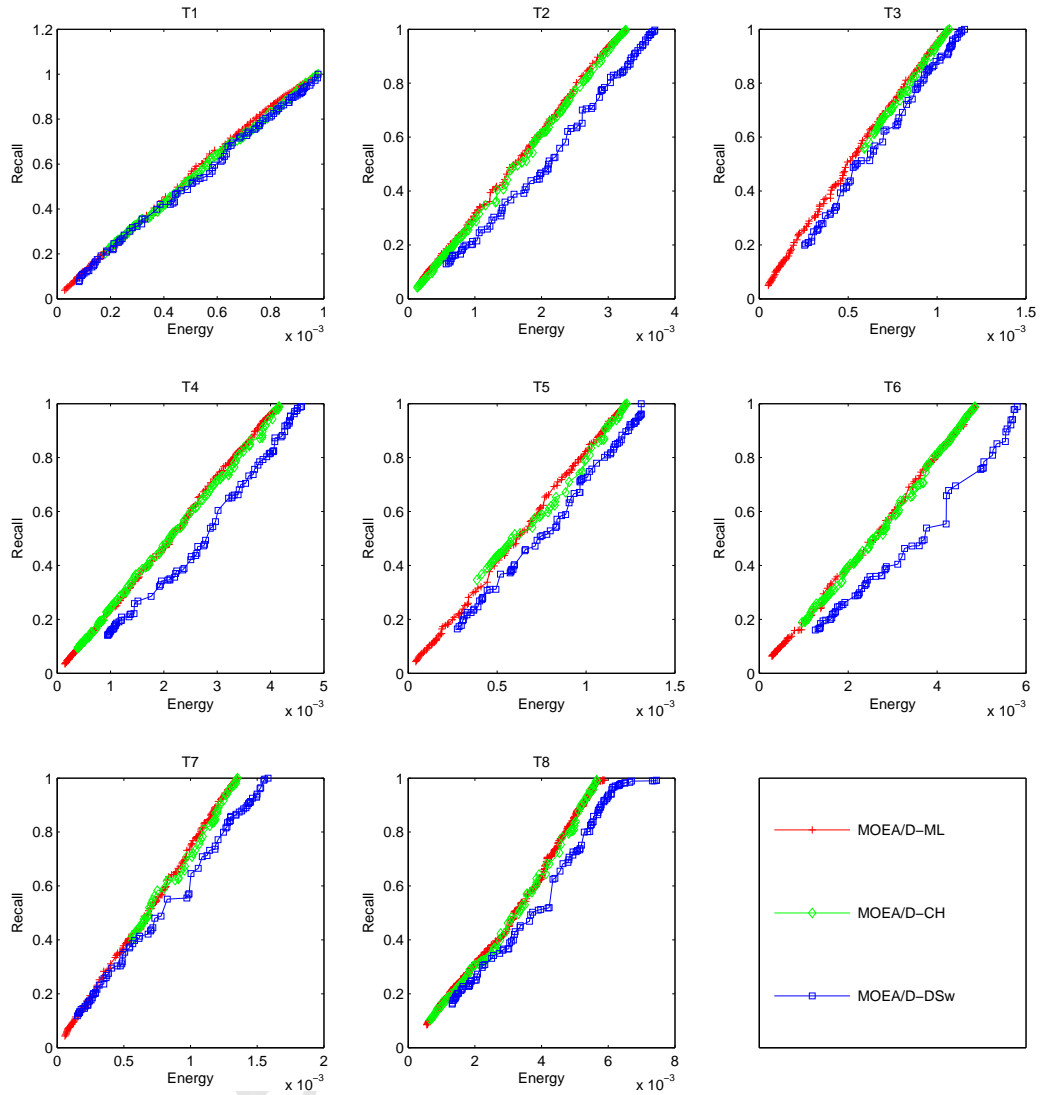 T1
1.2
1
0.8
0.6
0.4
0.2
0
Recall
0 0.2 0.4 0.6 0.8 1
Energy
x 10−3
T2
1
0.8
0.6
0.4
0.2
0
Recall
0 1 2 3 4
Energy
x 10−3
T3
1
0.8
0.6
0.4
0.2
0
Recall
0 0.5 1 1.5
Energy
x 10−3
T4
1
0.8
0.6
0.4
0.2
0
Recall
0 1 2 3 4 5
Energy
x 10−3
T5
1
0.8
0.6
0.4
0.2
0
Recall
0 0.5 1 1.5
Energy
x 10−3
T6
1
0.8
0.6
0.4
0.2
0
Recall
0 2 4 6
Energy
x 10−3
T7
1
0.8
0.6
0.4
0.2
0
Recall
0 0.5 1 1.5 2
Energy
x 10−3
T8
1
0.8
0.6
0.4
0.2
0
Recall
0 2 4 6 8
Energy
x 10−3
MOEA/D−ML
MOEA/D−CH
MOEA/D−DSw